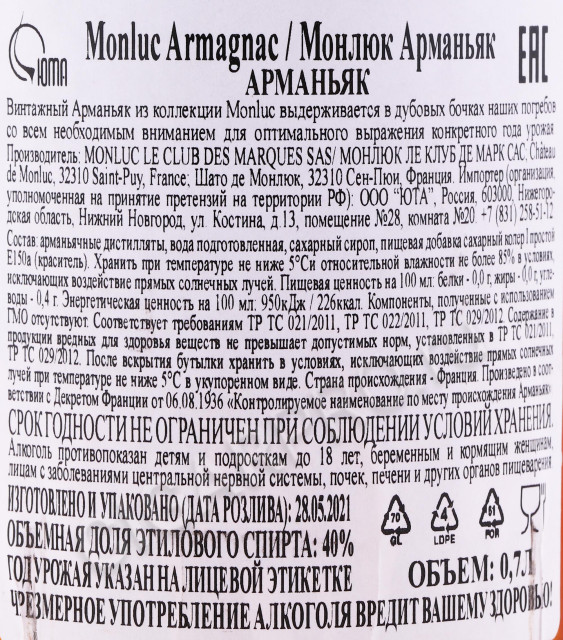 ЮТА
Monluc Armagnac / Монлюк Арманьяк
ЕАС
АРМАНЬЯК
Винтажный Арманьяк из коллекции Monluc выдерживается в дубовых бочках наших погребов
со всем необходимым вниманием для оптимального выражения конкретного года урожая.
Производитель: MONLUC LE CLUB DES MARQUES SAS/ МОНЛЮК ЛЕ КЛУБ ДЕ МАРК САС, Château
de Monluc, 32310 Saint-Puy, France; Шато де Монлюк, 32310 Сен-Пюи, Франция. Импортер (организация,
уполномоченная на принятие претензий на территории РФ): ООО "ЮТА", Россия, 603000, Нижегоро-
дская область, Нижний Новгород, ул. Костина, д.13, помещение №28, комната №20. +7 (831) 258-51-12
Состав: арманьячные дистилляты, вода подготовленная, сахарный сироп, пищевая добавка сахарный колер I простой
E150a (краситель). Хранить при температуре не ниже 5°С и относительной влажности не более 85% в условиях,
исключающих воздействие прямых солнечных лучей. Пищевая ценность на 100 мл: белки - 0,0 г, жиры - 0,0 г, угле-
воды - 0,4 г. Энергетическая ценность на 100 мл: 950кДж / 226ккал. Компоненты, полученные с использованием
ГМО отсутствуют. Соответствует требованиям ТР ТС 021/2011, ТР ТС 022/2011, ТР ТС 029/2012. Содержание в
продукции вредных для здоровья веществ не превышает допустимых норм, установленных в ТР ТС 021/2011,
ТР ТС 029/2012. После вскрытия бутылки хранить в условиях, исключающих воздействие прямых солнечных
лучей при температуре не ниже 5°С в укупоренном виде. Страна происхождения - Франция. Произведено в соот-
ветствии с Декретом Франции от 06.08.1936 «Контролируемое наименование по месту происхождения Арманьяк»
СРОК ГОДНОСТИ НЕ ОГРАНИЧЕН ПРИ СОБЛЮДЕНИИ УСЛОВИЙ ХРАНЕНИЯ.
Алкоголь противопоказан детям и подросткам до 18 лет, беременным и кормящим женщинам,
лицам с заболеваниями центральной нервной системы, почек, печени и других органов пищеварения.
ИЗГОТОВЛЕНО И УПАКОВАНО (ДАТА РОЗЛИВА): 28.05.2021
ОБЪЕМНАЯ ДОЛЯ ЭТИЛОВОГО СПИРТА: 40%
ГОД УРОЖАЯ УКАЗАН НА ЛИЦЕВОЙ ЭТИКЕТКЕ
70
GL
4
LDPE
51
FOR
ОБЪЕМ: 0,7Л
ЧРЕЗМЕРНОЕ УПОТРЕБЛЕНИЕ АЛКОГОЛЯ ВРЕДИТ ВАШЕМУ ЗДОРОВЬЮ!